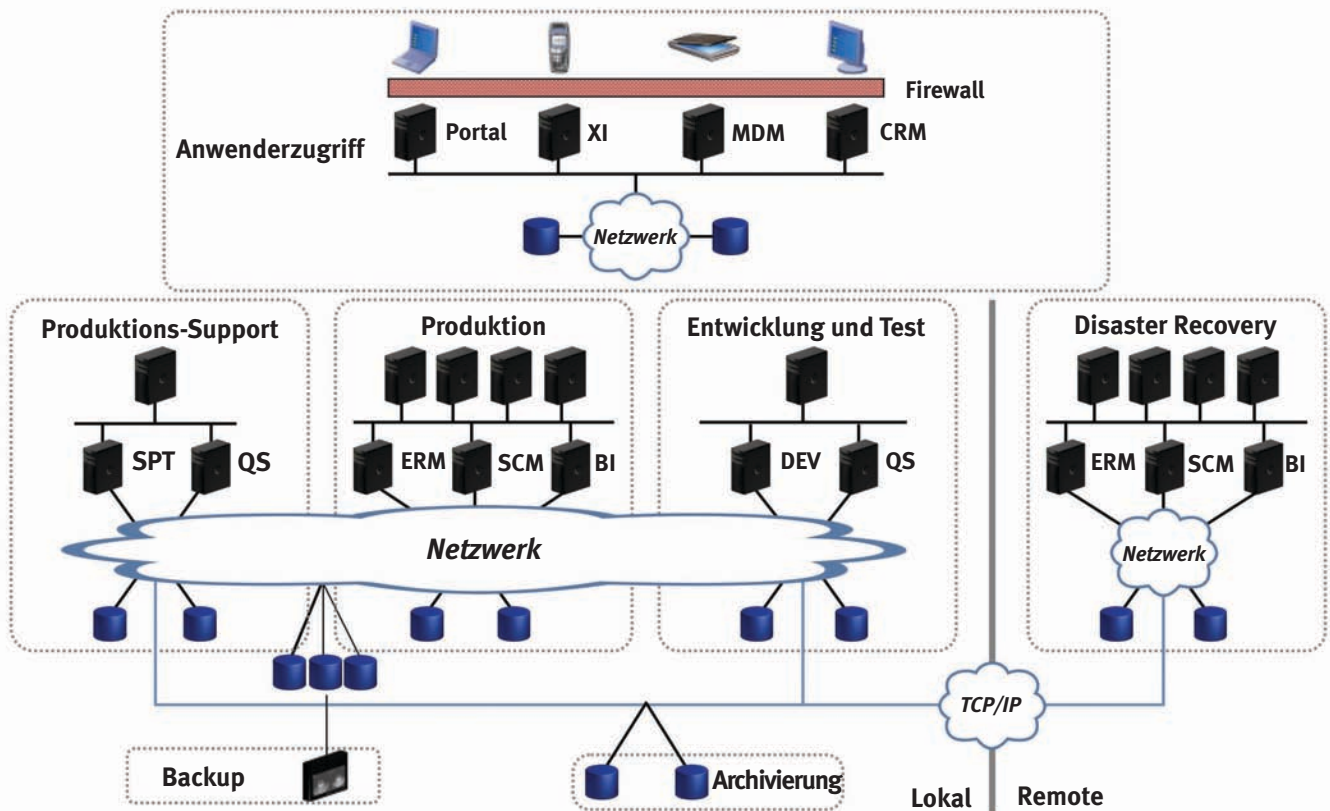 Firewall
Anwenderzugriff
Portal
XI
MDM
CRM
Netzwerk
Produktions-Support
Produktion
Entwicklung und Test
Disaster Recovery
SPT
QS
ERM
SCM
BI
DEV
QS
ERM
SCM
BI
Netzwerk
Netzwerk
TCP/IP
Backup
Archivierung
Lokal
Remote